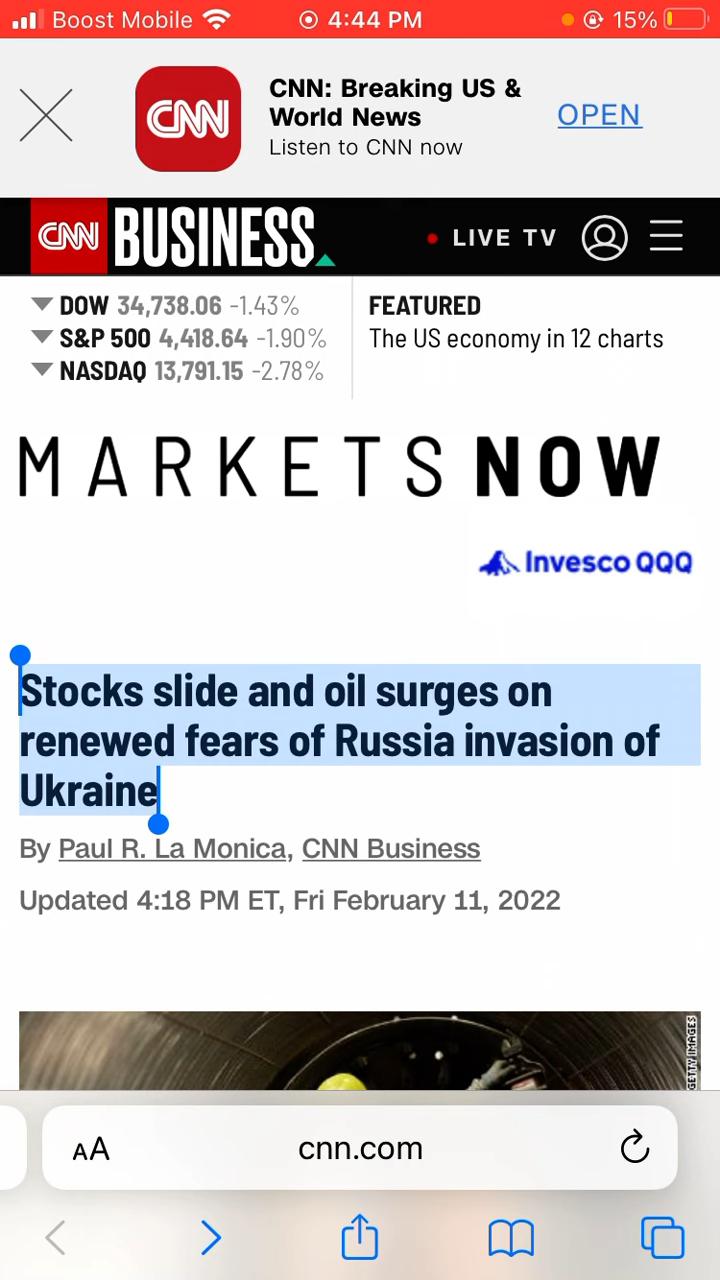 Boost Mobile 4:44 PM 15%
CNN: Breaking US &
World News
Listen to CNN now
OPEN
CNN
CNN BUSINESS LIVE TV
DOW 34,738.06 -1.43%
S&P 500 4,418.64 -1.90%
NASDAQ 13,791.15 -2.78%
FEATURED
The US economy in 12 charts
MARKETS NOW
Invesco QQQ
Stocks slide and oil surges on
renewed fears of Russia invasion of
Ukraine
By Paul R. La Monica, CNN Business
Updated 4:18 PM ET, Fri February 11, 2022
GETTY IMAGES
AA cnn.com